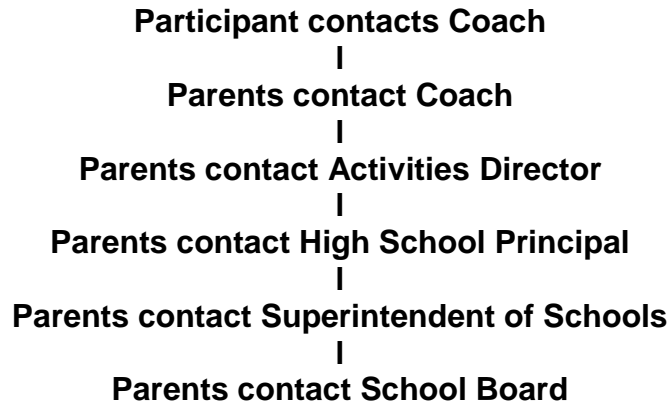 Participant contacts Coach
I
Parents contact Coach
I
Parents contact Activities Director
I
Parents contact High School Principal
I
Parents contact Superintendent of Schools
I
Parents contact School Board